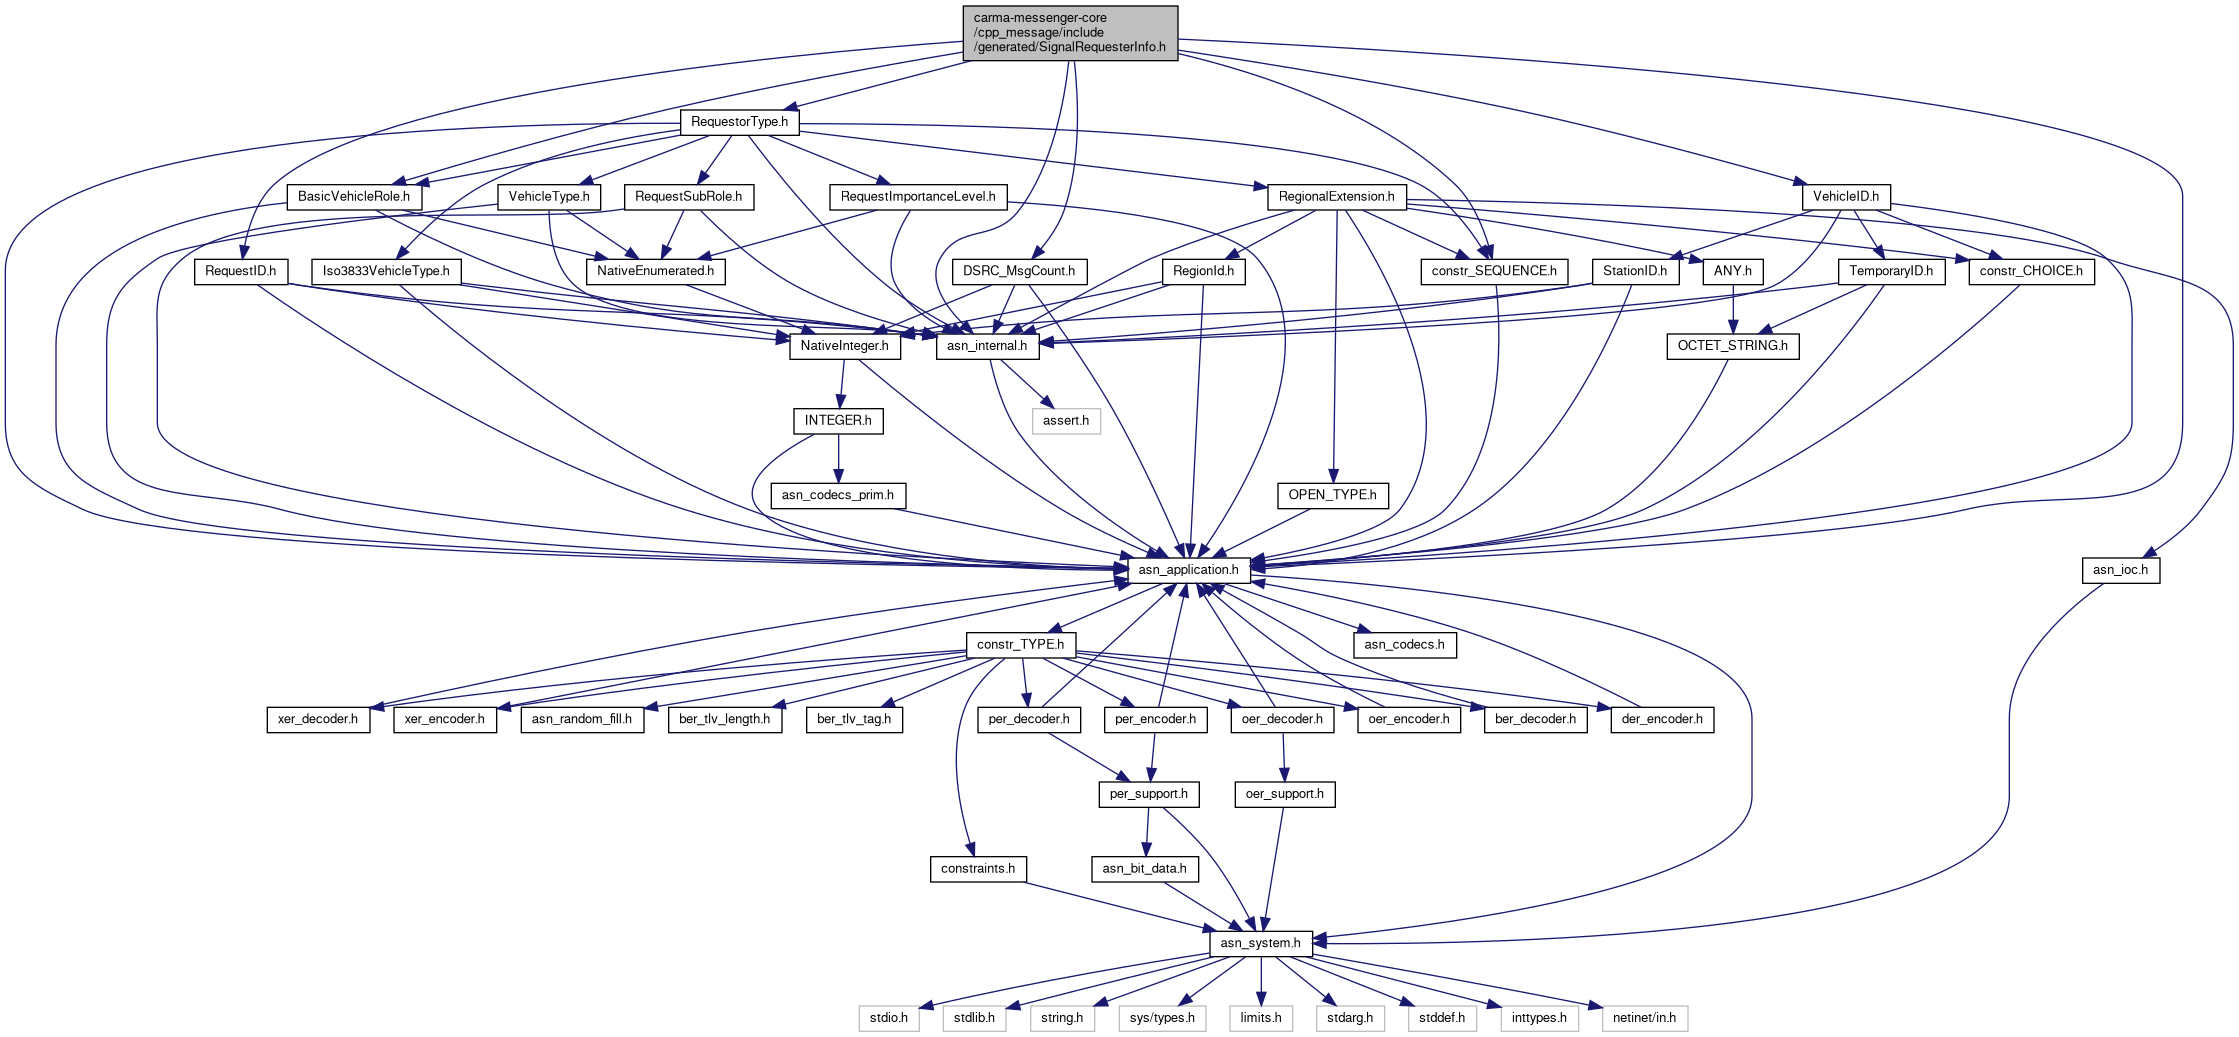 carma-messenger-core
/cpp_message/include
/generated/SignalRequesterInfo.h
RequestorType.h
BasicVehicleRole.h
VehicleType.h
RequestSubRole.h
RequestImportanceLevel.h
RegionalExtension.h
VehicleID.h
RequestID.h
Iso3833VehicleType.h
NativeEnumerated.h
DSRC_MsgCount.h
RegionId.h
constr_SEQUENCE.h
StationID.h
ANY.h
TemporaryID.h
constr_CHOICE.h
NativeInteger.h
asn_internal.h
OCTET_STRING.h
INTEGER.h
assert.h
asn_codecs_prim.h
OPEN_TYPE.h
asn_application.h
asn_ioc.h
constr_TYPE.h
asn_codecs.h
xer_decoder.h
xer_encoder.h
asn_random_fill.h
ber_tlv_length.h
ber_tlv_tag.h
per_decoder.h
per_encoder.h
oer_decoder.h
oer_encoder.h
ber_decoder.h
der_encoder.h
per_support.h
oer_support.h
constraints.h
asn_bit_data.h
asn_system.h
stdio.h
stdlib.h
string.h
sys/types.h
limits.h
stdarg.h
stddef.h
inttypes.h
netinet/in.h